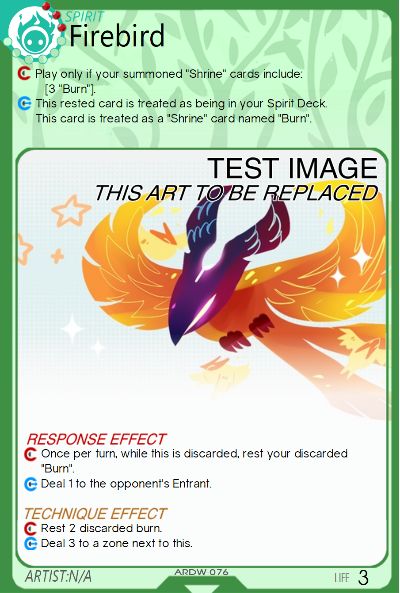 SPIRIT
Firebird
Play only if your summoned "Shrine" cards include:
[3 "Burn"].
This rested card is treated as being in your Spirit Deck.
This card is treated as a "Shrine" card named "Burn".
TEST IMAGE
THIS ART TO BE REPLACED
RESPONSE EFFECT
Once per turn, while this is discarded, rest your discarded
"Burn".
Deal 1 to the opponent's Entrant.
TECHNIQUE EFFECT
Rest 2 discarded burn.
Deal 3 to a zone next to this.
ARTIST:N/A
ARDW 076
LIFE 3